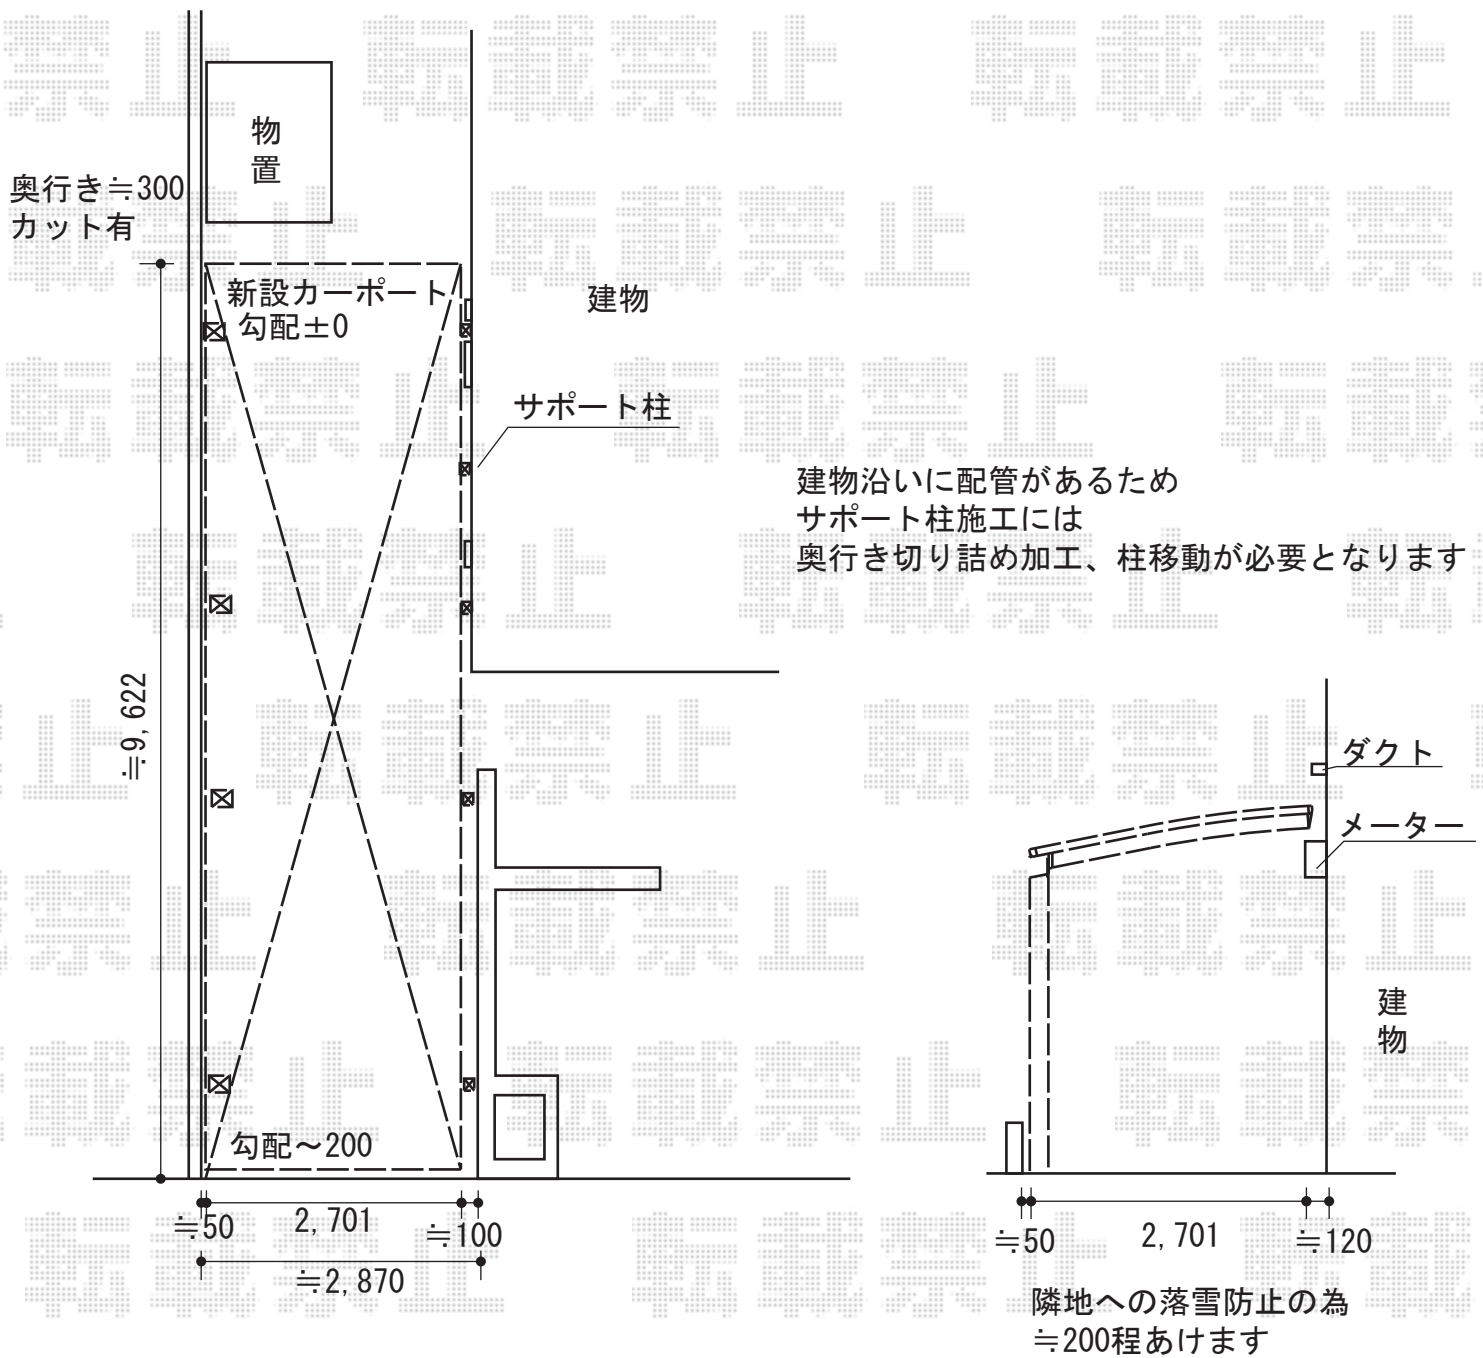 物
置
奥行き≒300
カット有
新設カーポート
勾配±0
建物
サポート柱
建物沿いに配管があるため
サポート柱施工には
奥行き切り詰め加工、柱移動が必要となります
≒9,622
勾配～200
≒50
2,701
≒100
≒2,870
ダクト
メーター
建
物
≒50
2,701
≒120
隣地への落雪防止の為
≒200程あけます
転載禁止